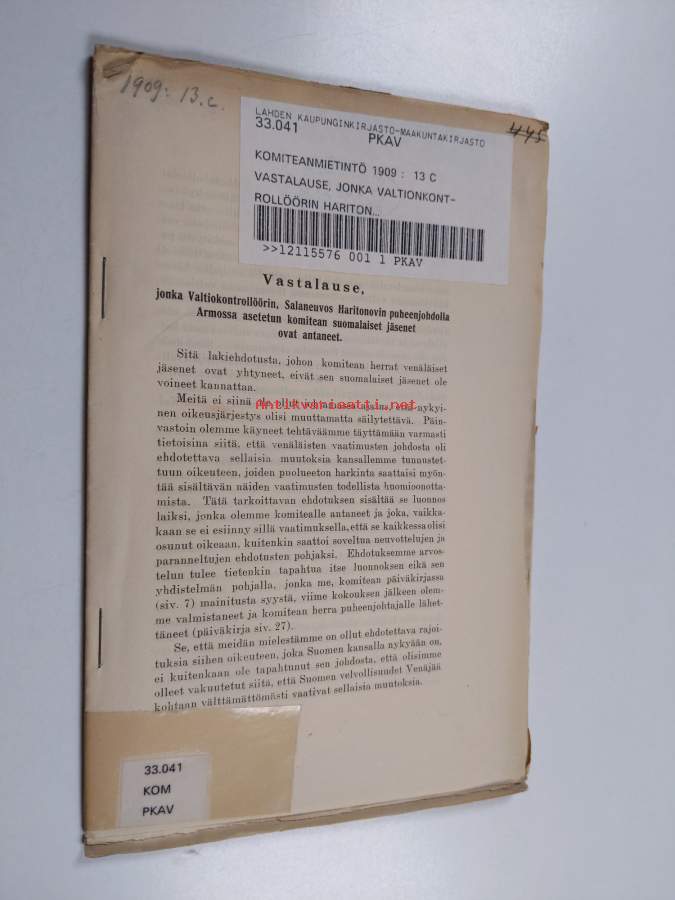 1909: 13.c.
445
LAHDEN KAUPUNGINKIRJASTO-MAAKUNTAKIRJASTO
33.041 PKAV
KOMITEANMIETINTÖ 1909 : 13 C
VASTALAUSE, JONKA VALTIONKONT-
ROLLÖÖRIN HARITON...
>>12115576 001 1 PKAV
Vastalause,
jonka Valtiokontrollöörin, Salaneuvos Haritonovin puheenjohdolla
Armossa asetetun komitean suomalaiset jäsenet
ovat antaneet.
Sitä lakiehdotusta, johon komitean herrat venäläiset
jäsenet ovat yhtyneet, eivät sen suomalaiset jäsenet ole
voineet kannattaa.
Meitä ei siinä ole ollut nykyi-
Antikvariaatti.net
nen oikeusjärjestys olisi muuttamatta säilytettävä. Päin-
vastoin olemme käyneet tehtäväämme täyttämään varmasti
tietoisina siitä, että venäläisten vaatimusten johdosta oli
ehdotettava sellaisia muutoksia kansallemme tunnustet-
tuun oikeuteen, joiden puolueeton harkinta saattaisi myön-
tää sisältävän näiden vaatimusten todellista huomioonotta-
mista. Tätä tarkoittavan ehdotuksen sisältää se luonnos
laiksi, jonka olemme komitealle antaneet ja joka, vaikka-
kaan se ei esiinny sillä vaatimuksella, että se kaikkessa olisi
osunut oikeaan, kuitenkin saattoi soveltua neuvottelujen ja
paranneltujen ehdotusten pohjaksi. Ehdotuksemme arvos-
telun tulee tietenkin tapahtua itse luonnoksen eikä sen
yhdistelmän pohjalla, jonka me, komitean päiväkirjassa
(siv. 7) mainitusta syystä, viime kokouksen jälkeen olem-
me valmistaneet ja komitean herra puheenjohtajalle lähet-
täneet (päiväkirja siv. 27).
Se, että meidän mielestämme on ollut ehdotettava rajoi-
tuksia siihen oikeuteen, joka Suomen kansalla nykyään on,
ei kuitenkaan ole tapahtunut sen johdosta, että olisimme
olleet vakuutetut siitä, että Suomen velvollisuudet Venäjää
kohtaan välttämättömästi vaativat sellaisia muutoksia.
33.041
KOM
PKAV